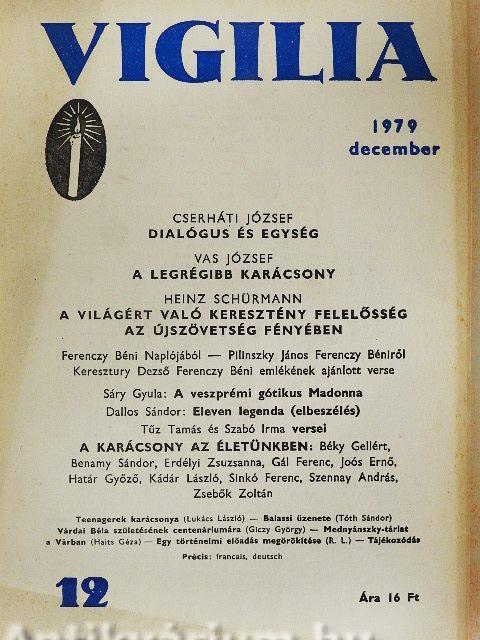 VIGILIA
1979
december
CSERHÁTI JÓZSEF
DIALÓGUS ÉS EGYSÉG
VAS JÓZSEF
A LEGRÉGIBB KARÁCSONY
HEINZ SCHÜRMANN
A VILÁGÉRT VALÓ KERESZTÉNY FELELŐSSÉG
AZ ÚJSZÖVETSÉG FÉNYÉBEN
Ferenczy Béni Naplójából — Pilinszky János Ferenczy Béniről
Keresztury Dezső Ferenczy Béni emlékének ajánlott verse
Sáry Gyula: A veszprémi gótikus Madonna
Dallos Sándor: Eleven legenda (elbeszélés)
Tűz Tamás és Szabó Irma versei
A KARÁCSONY AZ ÉLETÜNKBEN: Béky Gellért,
Benamy Sándor, Erdélyi Zsuzsanna, Gál Ferenc, Joós Ernő,
Határ Győző, Kádár László, Sinkó Ferenc, Szennay András,
Zsebők Zoltán
Teenagerek karácsonya (Lukács László) — Balassi üzenete (Tóth Sándor)
Várdai Béla születésének centenáriumára (Giczy György) — Mednyánszky-tárlat
a Várban (Haits Géza) — Egy történelmi előadás megörökítése (R. L.) — Tájékozódás
Précis: francais, deutsch
12
Ára 16 Ft
Antikvárium.hu